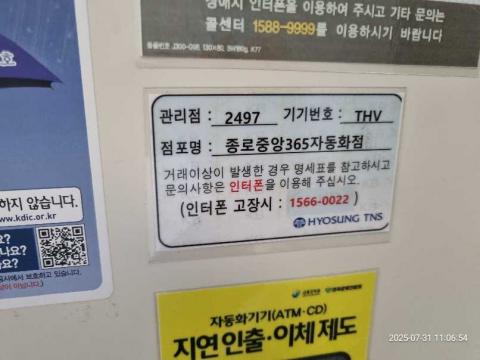 인터폰을 이용하여 주시고 기타 문의는
콜센터 1588-9999를 이용하시기 바랍니다
관리점 : 2497 기기번호 : THV
점포명 : 종로중앙365자동화점
거래이상이 발생한 경우 명세표를 참고하시고
문의사항은 인터폰을 이용해 주십시오.
(인터폰 고장시 : 1566-0022 )
HYOSUNG TNS
하지 않습니다.
www.kdic.or.kr
자동화기기(ATM·CD)
지연 인출·이체 제도
2025-07-31 11:06:54